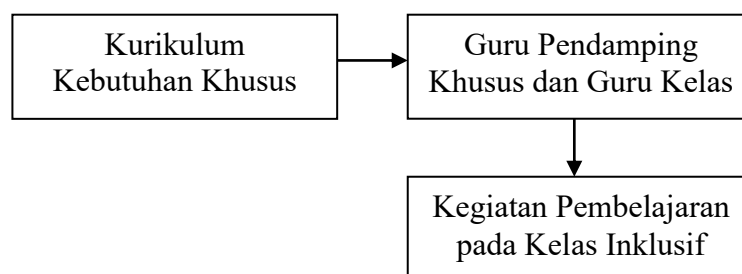 Kurikulum
Kebutuhan Khusus
Guru Pendamping
Khusus dan Guru Kelas
Kegiatan Pembelajaran
pada Kelas Inklusif